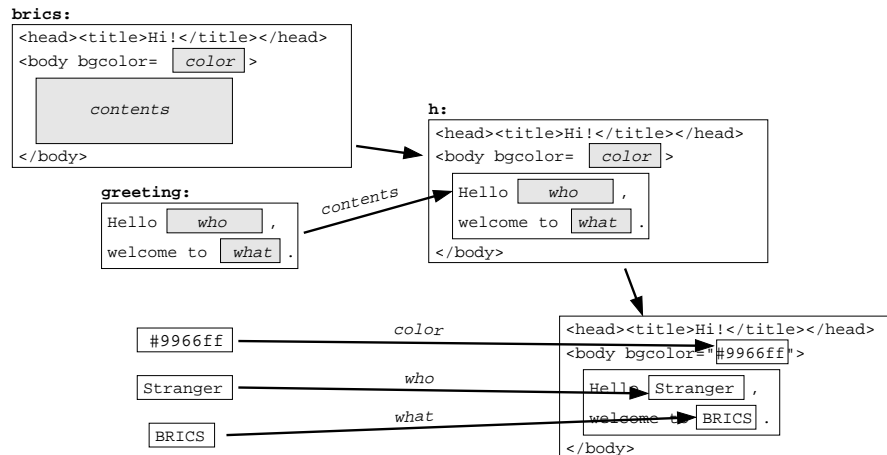 brics:
<head><title>Hi!</title></head>
<body bgcolor= color >
contents
</body>
greeting:
Hello who ,
welcome to what .
contents
h:
<head><title>Hi!</title></head>
<body bgcolor= color >
Hello who ,
welcome to what .
</body>
#9966ff
color
Stranger
who
BRICS
what
<head><title>Hi!</title></head>
<body bgcolor="#9966ff">
Hello Stranger ,
welcome to BRICS .
</body>